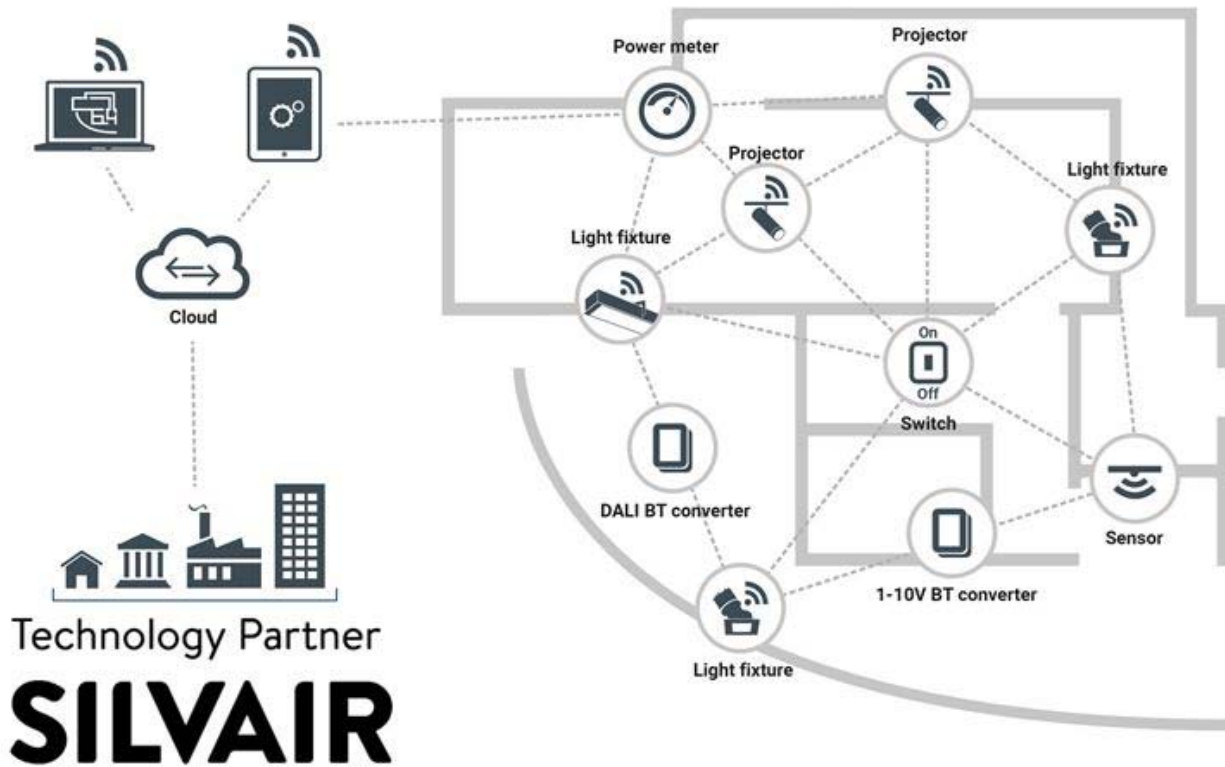 Power meter
Projector
Projector
Light fixture
Light fixture
Cloud
On
Off
Switch
DALI BT converter
Sensor
1-10V BT converter
Light fixture
Technology Partner
SILVAIR